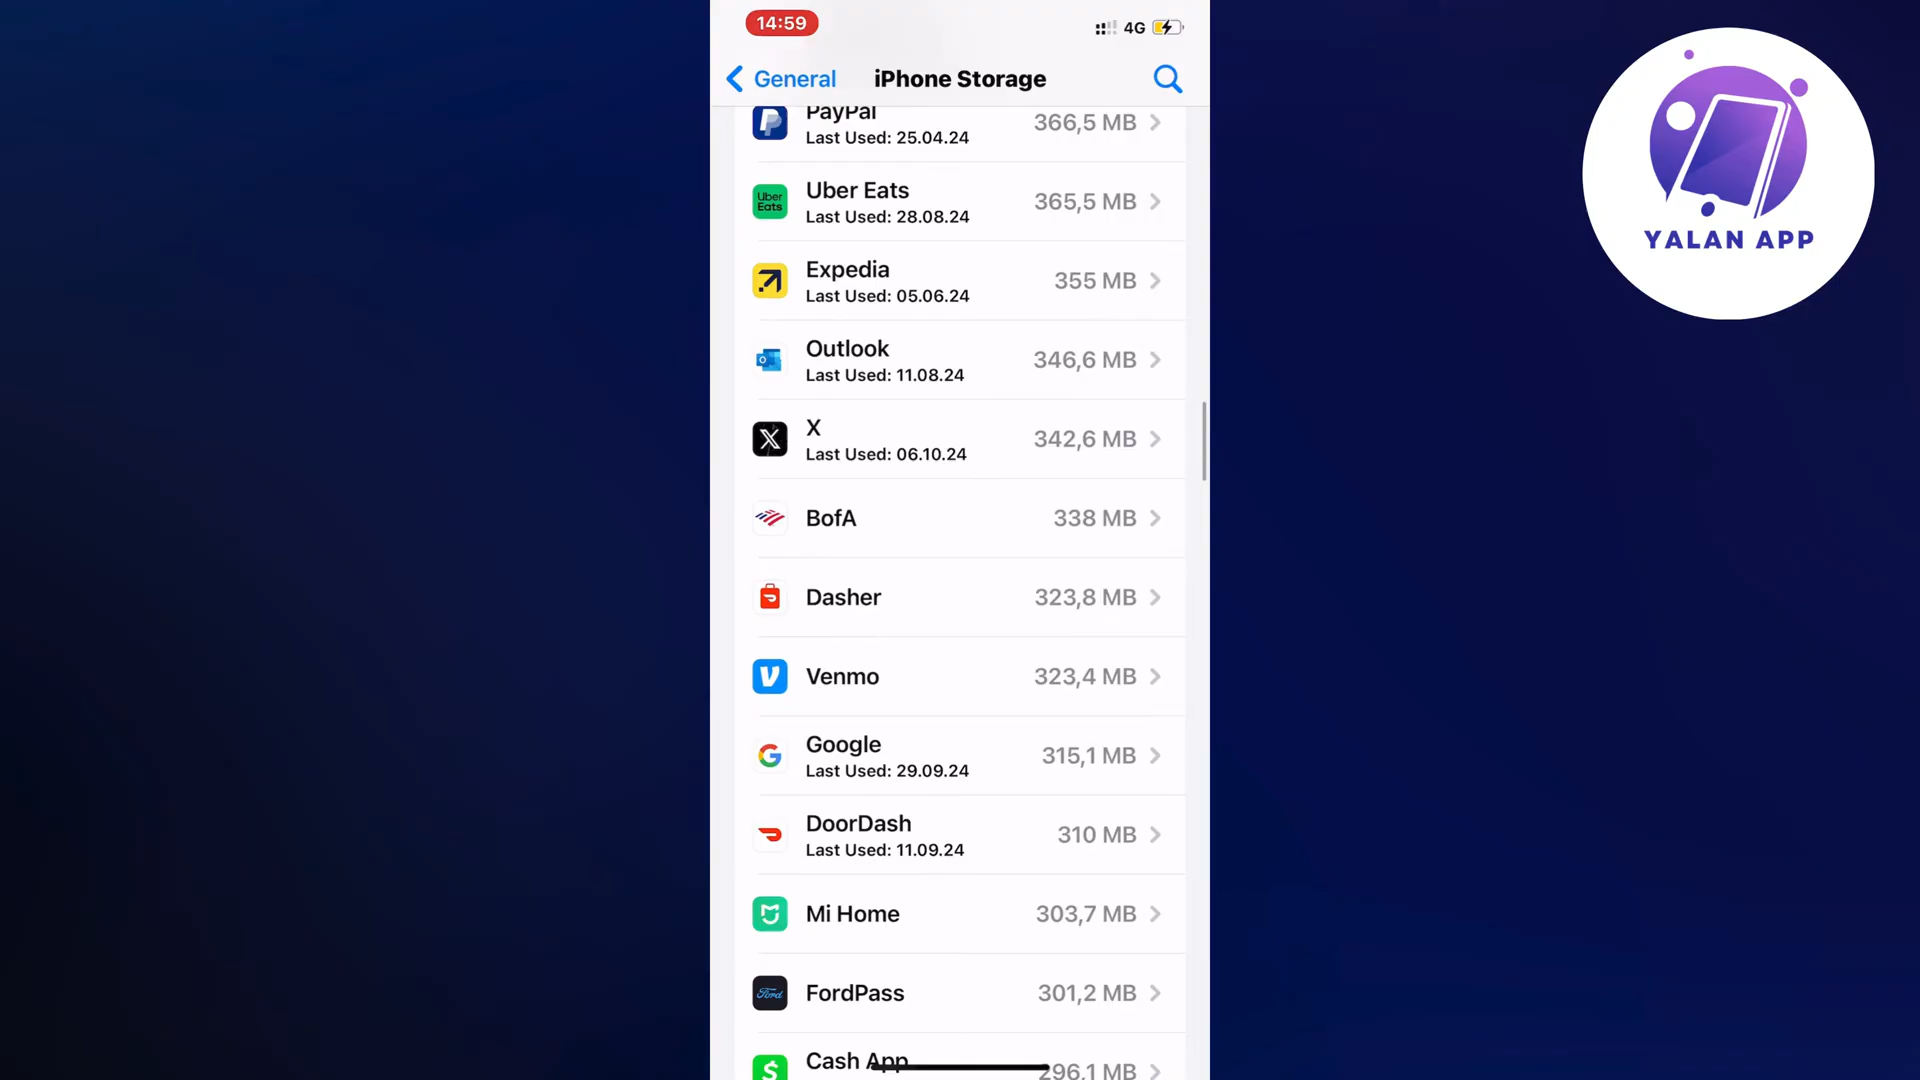 14:59
4G
General
iPhone Storage
PayPal
366,5 MB
Last Used: 25.04.24
Uber Eats
Uber Eats
365,5 MB
Last Used: 28.08.24
Expedia
355 MB
Last Used: 05.06.24
Outlook
346,6 MB
Last Used: 11.08.24
X
342,6 MB
Last Used: 06.10.24
BofA
338 MB
Dasher
323,8 MB
Venmo
323,4 MB
Google
315,1 MB
Last Used: 29.09.24
DoorDash
310 MB
Last Used: 11.09.24
Mi Home
303,7 MB
Ford
FordPass
301,2 MB
Cash App
296,1 MB
YALAN APP